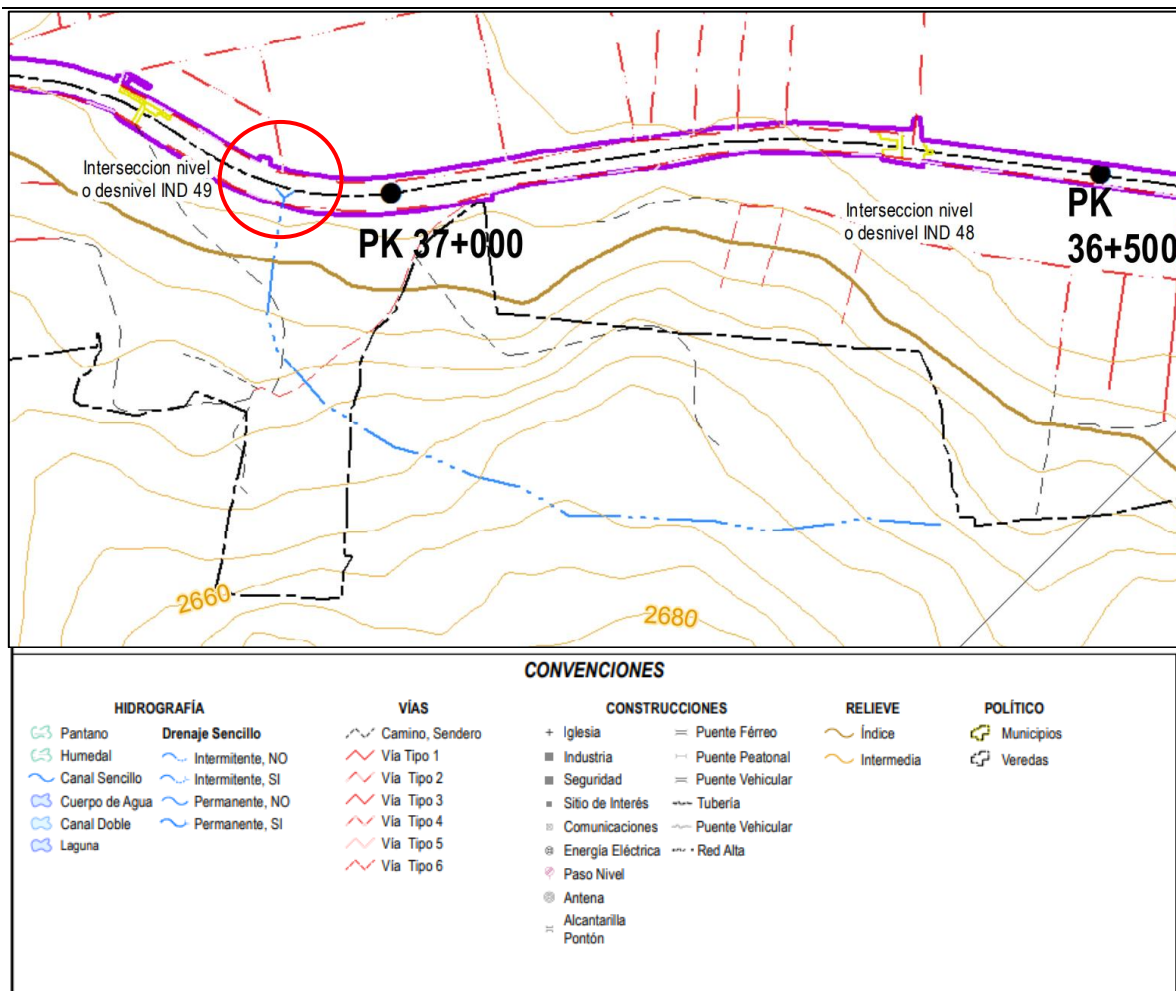 Interseccion nivel
o desnivel IND 49
PK 37+000
Interseccion nivel
o desnivel IND 48
PK
36+500
2660
2680
CONVENCIONES
HIDROGRAFÍA
Pantano
Humedal
Canal Sencillo
Cuerpo de Agua
Canal Doble
Laguna
Drenaje Sencillo
Intermitente, NO
Intermitente, SI
Permanente, NO
Permanente, SI
VÍAS
Camino, Sendero
Vía Tipo 1
Vía Tipo 2
Vía Tipo 3
Vía Tipo 4
Vía Tipo 5
Vía Tipo 6
CONSTRUCCIONES
Iglesia
Industria
Seguridad
Sitio de Interés
Comunicaciones
Energía Eléctrica
Paso Nivel
Antena
Alcantarilla
Pontón
Puente Férreo
Puente Peatonal
Puente Vehicular
Tubería
Puente Vehicular
Red Alta
RELIEVE
Índice
Intermedia
POLÍTICO
Municipios
Veredas